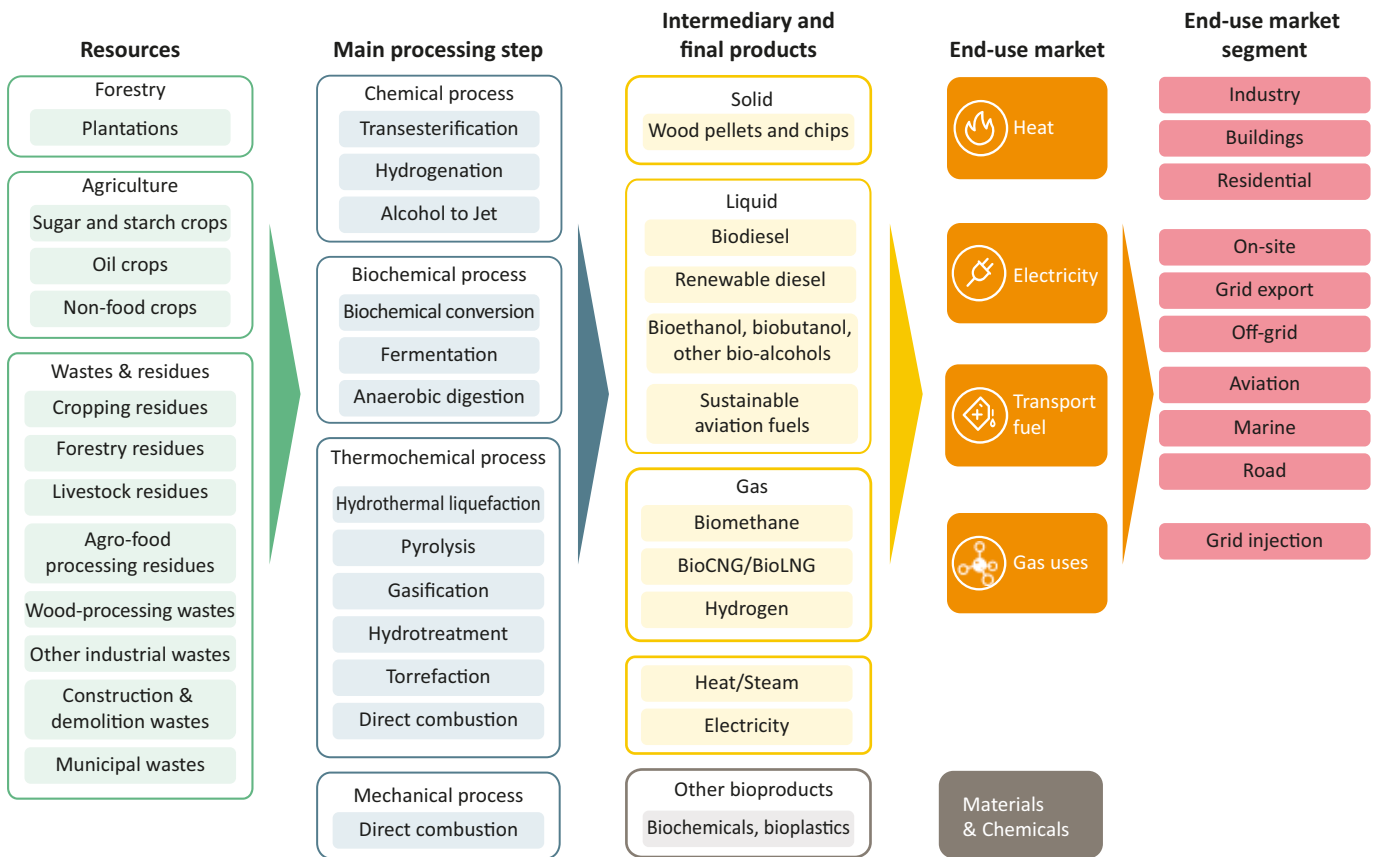 Resources
Forestry
Plantations
Agriculture
Sugar and starch crops
Oil crops
Non-food crops
Wastes & residues
Cropping residues
Forestry residues
Livestock residues
Agro-food
processing residues
Wood-processing wastes
Other industrial wastes
Construction &
demolition wastes
Municipal wastes
Main processing step
Chemical process
Transesterification
Hydrogenation
Alcohol to Jet
Biochemical process
Biochemical conversion
Fermentation
Anaerobic digestion
Thermochemical process
Hydrothermal liquefaction
Pyrolysis
Gasification
Hydrotreatment
Torrefaction
Direct combustion
Mechanical process
Direct combustion
Intermediary and
final products
Solid
Wood pellets and chips
Liquid
Biodiesel
Renewable diesel
Bioethanol, biobutanol,
other bio-alcohols
Sustainable
aviation fuels
Gas
Biomethane
BioCNG/BioLNG
Hydrogen
Heat/Steam
Electricity
Other bioproducts
Biochemicals, bioplastics
End-use market
Heat
Electricity
Transport
fuel
Gas uses
Materials
& Chemicals
End-use market
segment
Industry
Buildings
Residential
On-site
Grid export
Off-grid
Aviation
Marine
Road
Grid injection